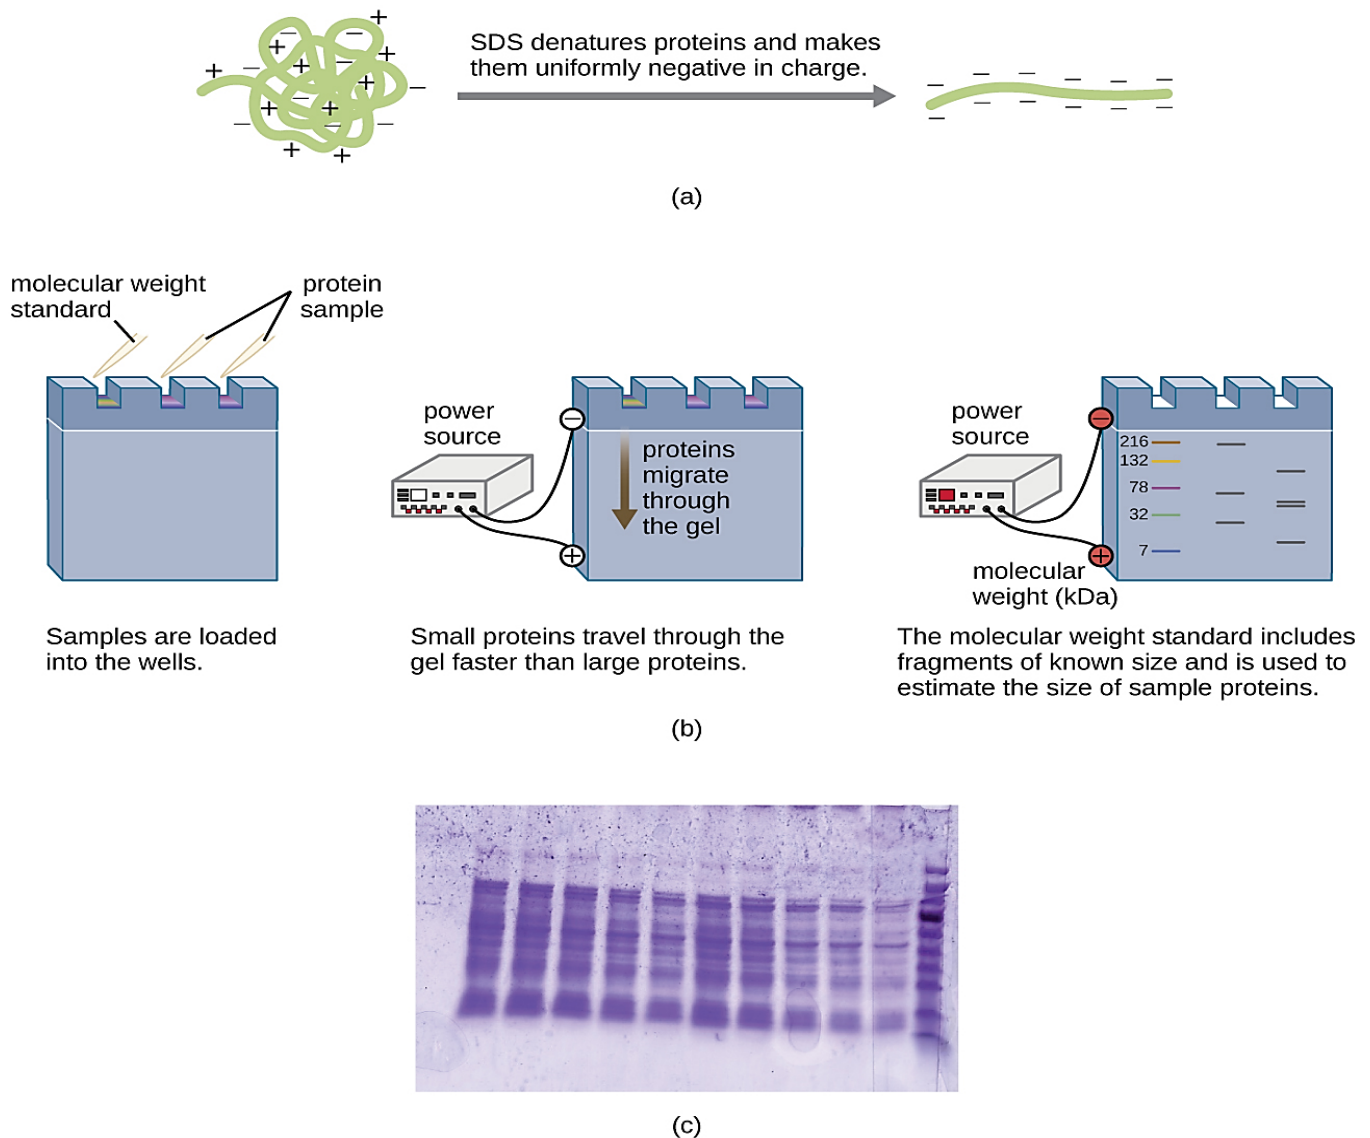 SDS denatures proteins and makes
them uniformly negative in charge.
(a)
molecular weight
standard
protein
sample
Samples are loaded
into the wells.
power
source
proteins
migrate
through
the gel
Small proteins travel through the
gel faster than large proteins.
power
source
216
132
78
32
7
molecular
weight (kDa)
The molecular weight standard includes
fragments of known size and is used to
estimate the size of sample proteins.
(b)
(c)